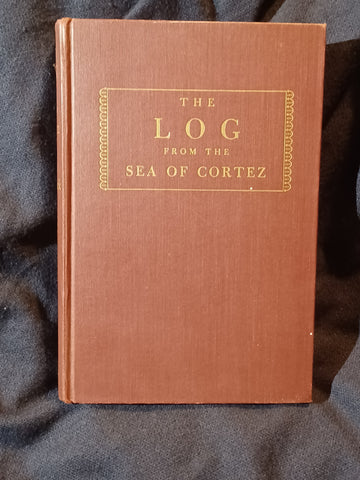 THE
LOG
FROM THE
SEA OF CORTEZ